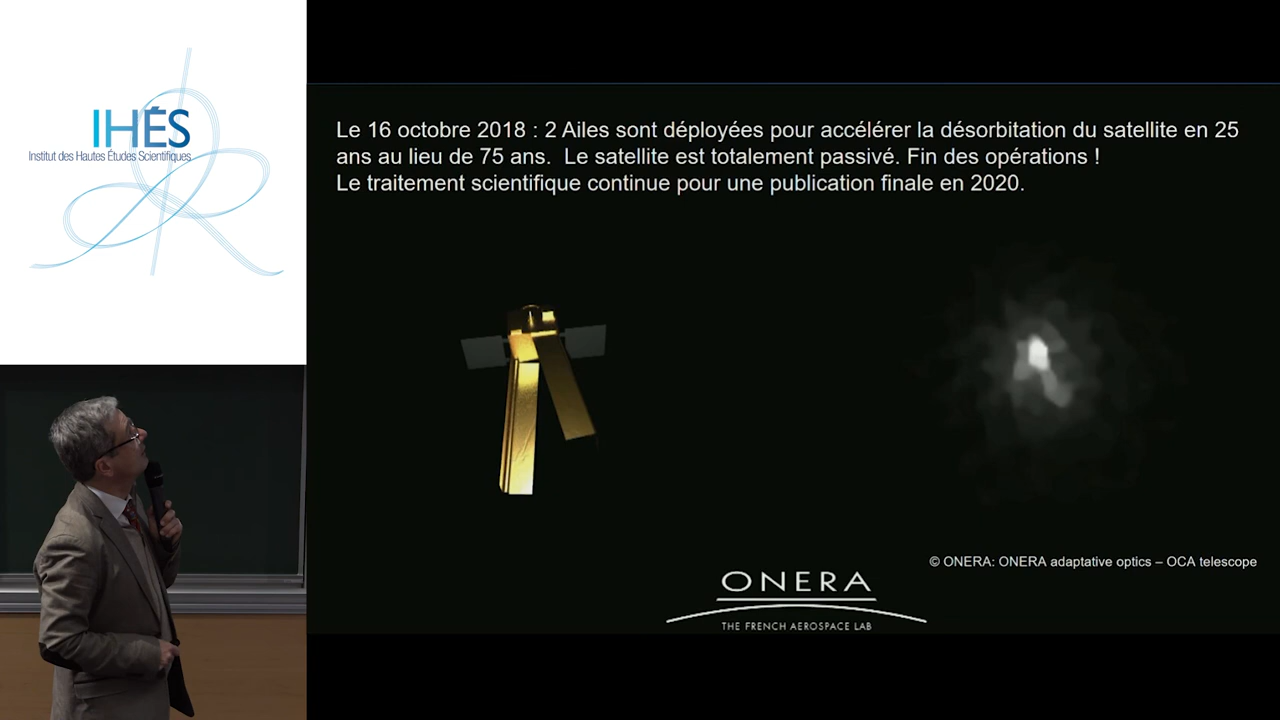 IHÉS
Institut des Hautes Études Scientifiques
Le 16 octobre 2018 : 2 Ailes sont déployées pour accélérer la désorbitation du satellite en 25
ans au lieu de 75 ans. Le satellite est totalement passivé. Fin des opérations !
Le traitement scientifique continue pour une publication finale en 2020.
© ONERA: ONERA adaptative optics – OCA telescope
ONERA
THE FRENCH AEROSPACE LAB